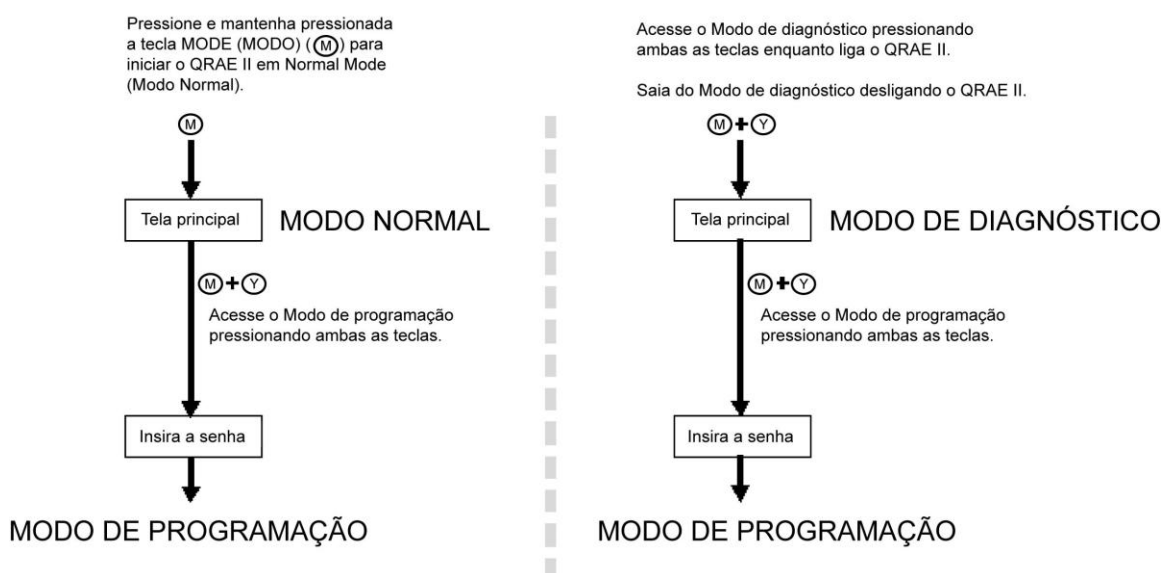 Pressione e mantenha pressionada
a tecla MODE (MODO) (Ⓜ) para
iniciar o QRAE II em Normal Mode
(Modo Normal).
Ⓜ
Tela principal
MODO NORMAL
Ⓜ+Ⓨ
Acesse o Modo de programação
pressionando ambas as teclas.
Insira a senha
MODO DE PROGRAMAÇÃO
Acesse o Modo de diagnóstico pressionando
ambas as teclas enquanto liga o QRAE II.
Saia do Modo de diagnóstico desligando o QRAE II.
Ⓜ+Ⓨ
Tela principal
MODO DE DIAGNÓSTICO
Ⓜ+Ⓨ
Acesse o Modo de programação
pressionando ambas as teclas.
Insira a senha
MODO DE PROGRAMAÇÃO